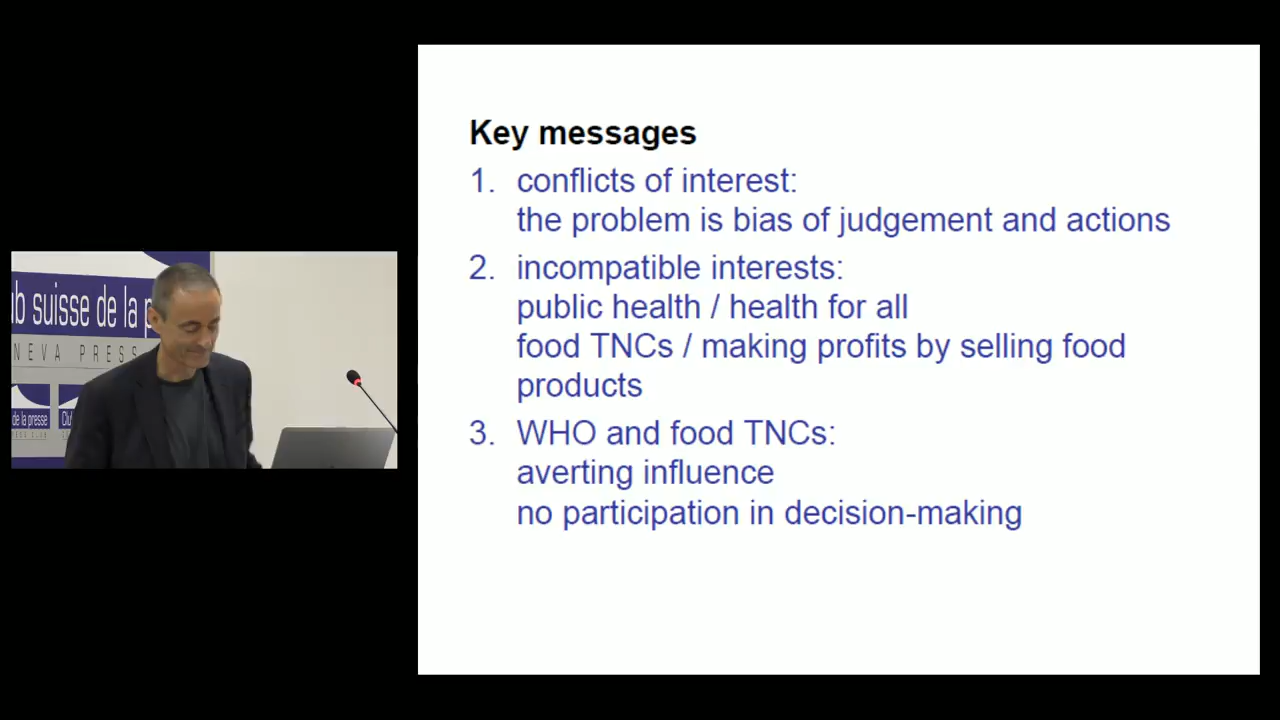 Key messages
1. conflicts of interest:
the problem is bias of judgement and actions
2. incompatible interests:
public health / health for all
food TNCs / making profits by selling food
products
3. WHO and food TNCs:
averting influence
no participation in decision-making
b suisse de la p
NEVA PRESS
de la presse
Clu